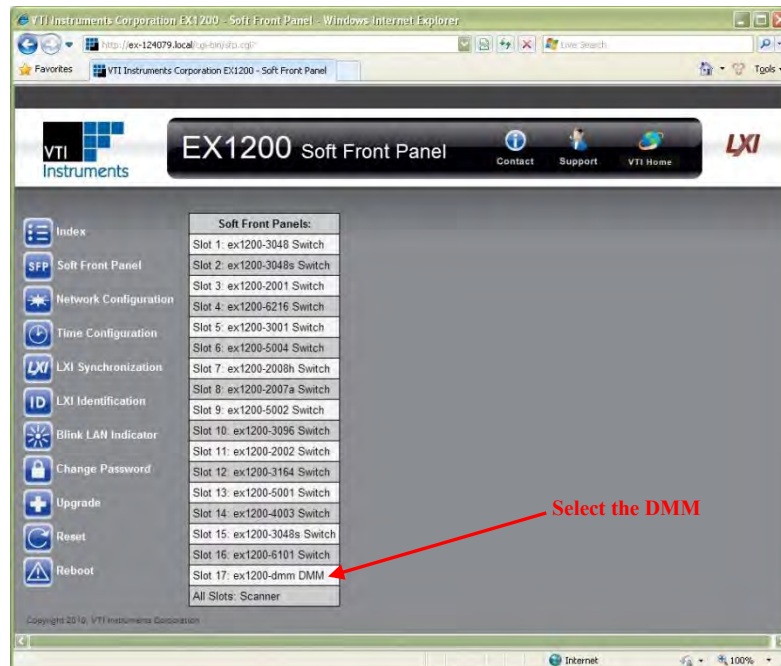 VTI Instruments Corporation EX1200 - Soft Front Panel - Windows Internet Explorer
http://ex-124079.local/cgi-bin/sfp.cgi?
Live Search
Favorites
VTI Instruments Corporation EX1200 - Soft Front Panel
Tools
VTI
Instruments
EX1200 Soft Front Panel
Contact
Support
VTI Home
LXI
Index
SFP
Soft Front Panel
Network Configuration
Time Configuration
LXI
LXI Synchronization
ID
LXI Identification
Blink LAN Indicator
Change Password
Upgrade
Reset
Reboot
Soft Front Panels:
Slot 1: ex1200-3048 Switch
Slot 2: ex1200-3048s Switch
Slot 3: ex1200-2001 Switch
Slot 4: ex1200-6216 Switch
Slot 5: ex1200-3001 Switch
Slot 6: ex1200-5004 Switch
Slot 7: ex1200-2008h Switch
Slot 8: ex1200-2007a Switch
Slot 9: ex1200-5002 Switch
Slot 10: ex1200-3096 Switch
Slot 11: ex1200-2002 Switch
Slot 12: ex1200-3164 Switch
Slot 13: ex1200-5001 Switch
Slot 14: ex1200-4003 Switch
Slot 15: ex1200-3048s Switch
Slot 16: ex1200-6101 Switch
Slot 17: ex1200-dmm DMM
All Slots: Scanner
Select the DMM
Copyright 2010, VTI Instruments Corporation
Internet
100%